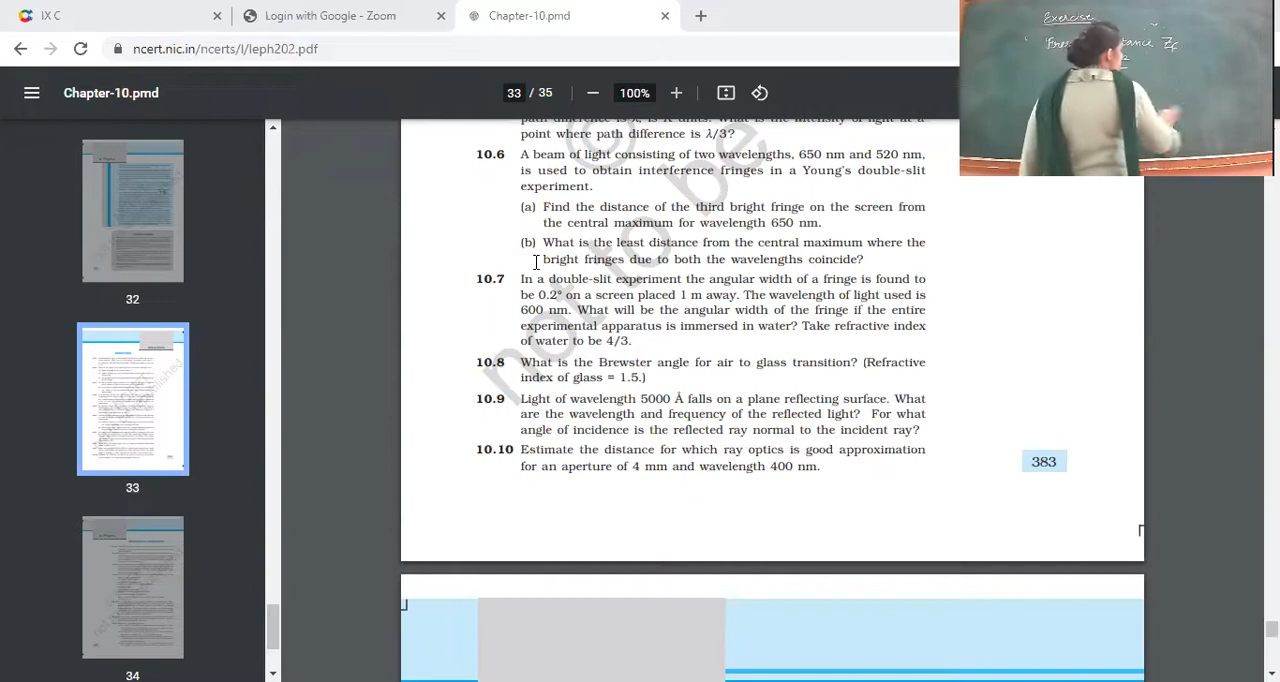 IX C
Login with Google - Zoom
Chapter-10.pmd
ncert.nic.in/ncerts/l/leph202.pdf
Chapter-10.pmd
33 / 35
100%
Exercise
point where path difference is λ/3?
10.6 A beam of light consisting of two wavelengths, 650 nm and 520 nm,
is used to obtain interference fringes in a Young's double-slit
experiment.
(a) Find the distance of the third bright fringe on the screen from
the central maximum for wavelength 650 nm.
(b) What is the least distance from the central maximum where the
bright fringes due to both the wavelengths coincide?
10.7 In a double-slit experiment the angular width of a fringe is found to
be 0.2° on a screen placed 1 m away. The wavelength of light used is
600 nm. What will be the angular width of the fringe if the entire
experimental apparatus is immersed in water? Take refractive index
of water to be 4/3.
10.8 What is the Brewster angle for air to glass transition? (Refractive
index of glass = 1.5.)
10.9 Light of wavelength 5000 Å falls on a plane reflecting surface. What
are the wavelength and frequency of the reflected light? For what
angle of incidence is the reflected ray normal to the incident ray?
10.10 Estimate the distance for which ray optics is good approximation
for an aperture of 4 mm and wavelength 400 nm.
383
not to be
©
32
33
34